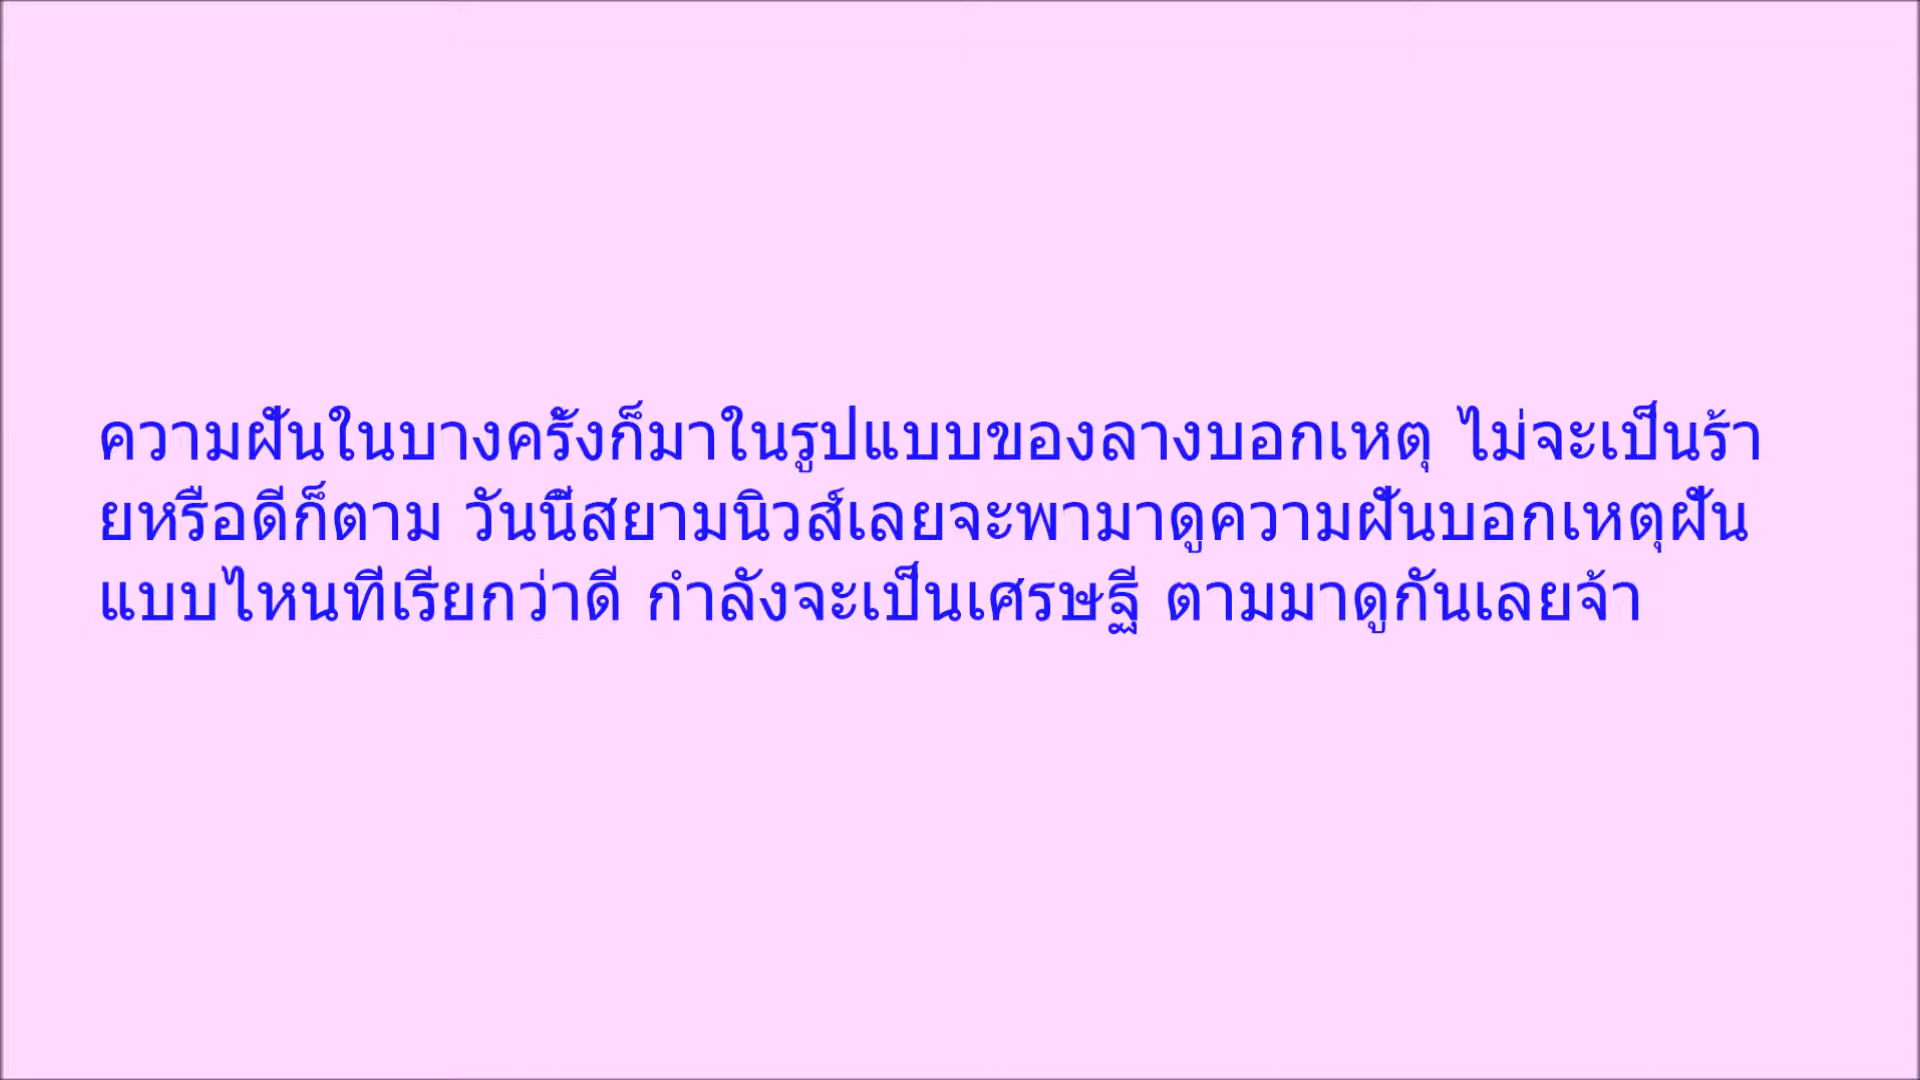 ความฝันในบางครั้งก็มาในรูปแบบของลางบอกเหตุ ไม่จะเป็นร้า
ยหรือดีก็ตาม วันนี้สยามนิวส์เลยจะพามาดูความฝันบอกเหตุฝัน
แบบไหนที่เรียกว่าดี กำลังจะเป็นเศรษฐี ตามมาดูกันเลยจ้า